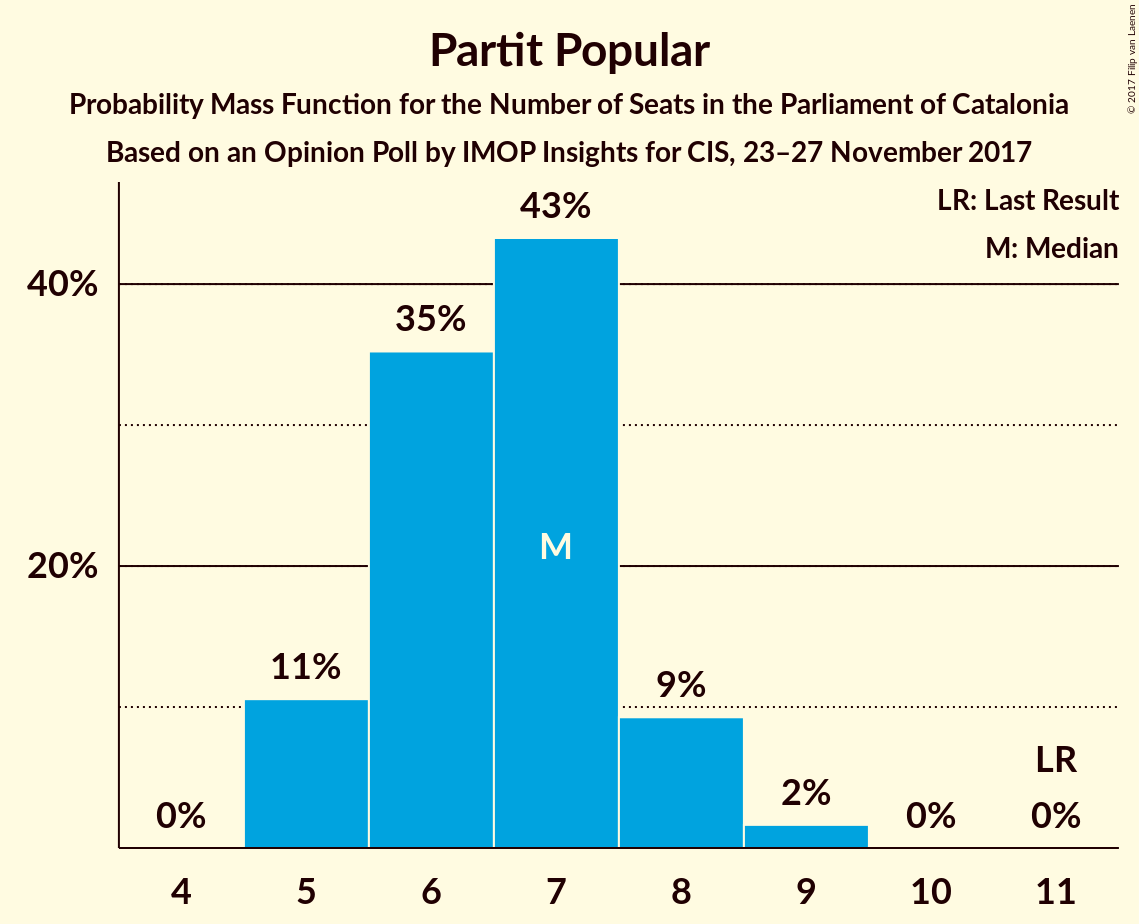 Partit Popular
Probability Mass Function for the Number of Seats in the Parliament of Catalonia
Based on an Opinion Poll by IMOP Insights for CIS, 23–27 November 2017
© 2017 Filip van Laenen
LR: Last Result
M: Median
43%
40%
35%
M
20%
11%
9%
LR
2%
0%
0%
0%
4 5 6 7 8 9 10 11